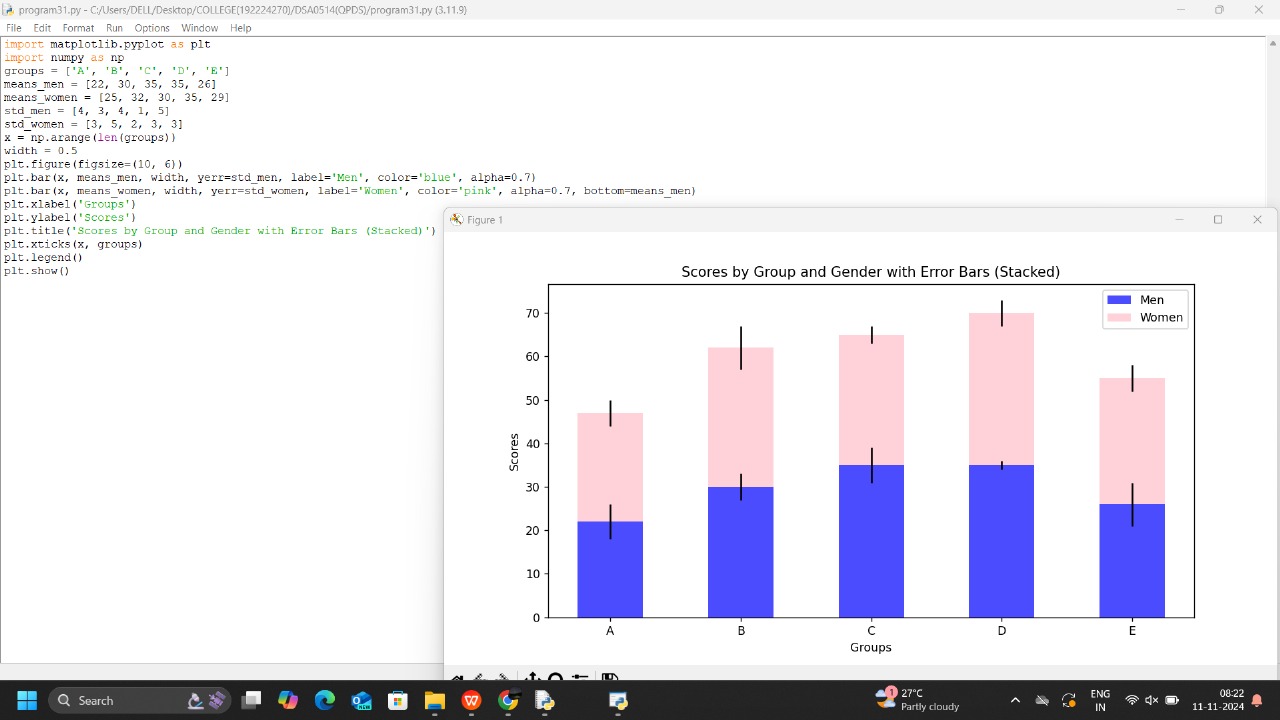 program31.py - C:/Users/DELL/Desktop/COLLEGE(192224270)/DSA0514(QPDS)/program31.py (3.11.9)
File Edit Format Run Options Window Help
import matplotlib.pyplot as plt
import numpy as np
groups = ['A', 'B', 'C', 'D', 'E']
means_men = [22, 30, 35, 35, 26]
means_women = [25, 32, 30, 35, 29]
std_men = [4, 3, 4, 1, 5]
std_women = [3, 5, 2, 3, 3]
x = np.arange(len(groups))
width = 0.5
plt.figure(figsize=(10, 6))
plt.bar(x, means_men, width, yerr=std_men, label='Men', color='blue', alpha=0.7)
plt.bar(x, means_women, width, yerr=std_women, label='Women', color='pink', alpha=0.7, bottom=means_men)
plt.xlabel('Groups')
plt.ylabel('Scores')
plt.title('Scores by Group and Gender with Error Bars (Stacked)')
plt.xticks(x, groups)
plt.legend()
plt.show()
Figure 1
Scores by Group and Gender with Error Bars (Stacked)
Men
Women
70
60
50
40
30
20
10
0
Scores
A B C D E
Groups
Search
1
27°C
Partly cloudy
ENG
IN
08:22
11-11-2024